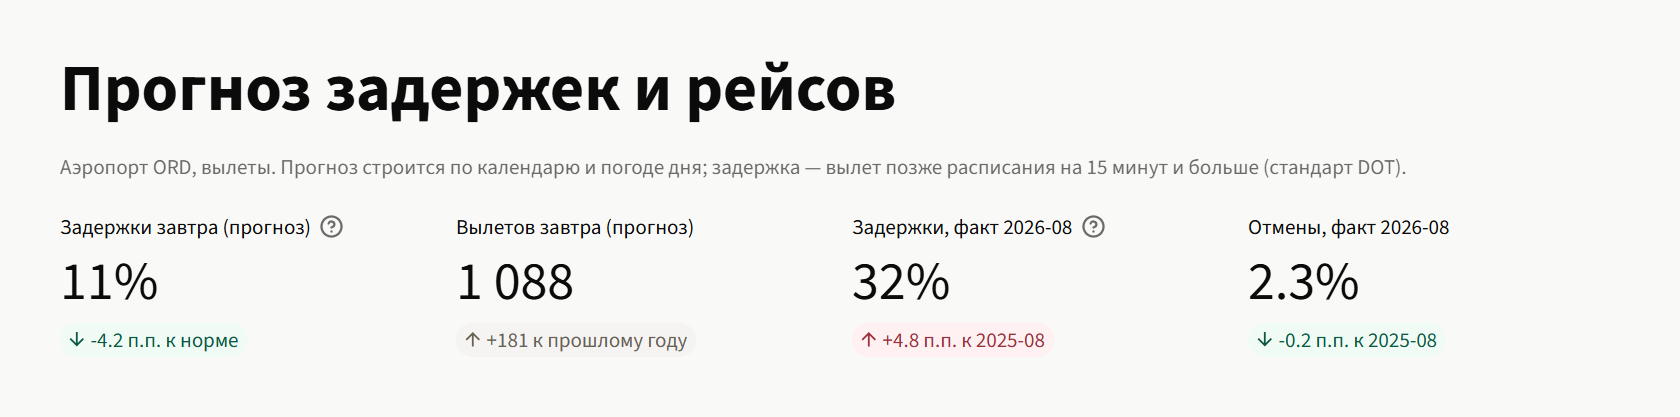 Прогноз задержек и рейсов
Аэропорт ORD, вылеты. Прогноз строится по календарю и погоде дня; задержка — вылет позже расписания на 15 минут и больше (стандарт DOT).
Задержки завтра (прогноз)
11%
↓ -4.2 п.п. к норме
Вылетов завтра (прогноз)
1 088
↑ +181 к прошлому году
Задержки, факт 2026-08
32%
↑ +4.8 п.п. к 2025-08
Отмены, факт 2026-08
2.3%
↓ -0.2 п.п. к 2025-08